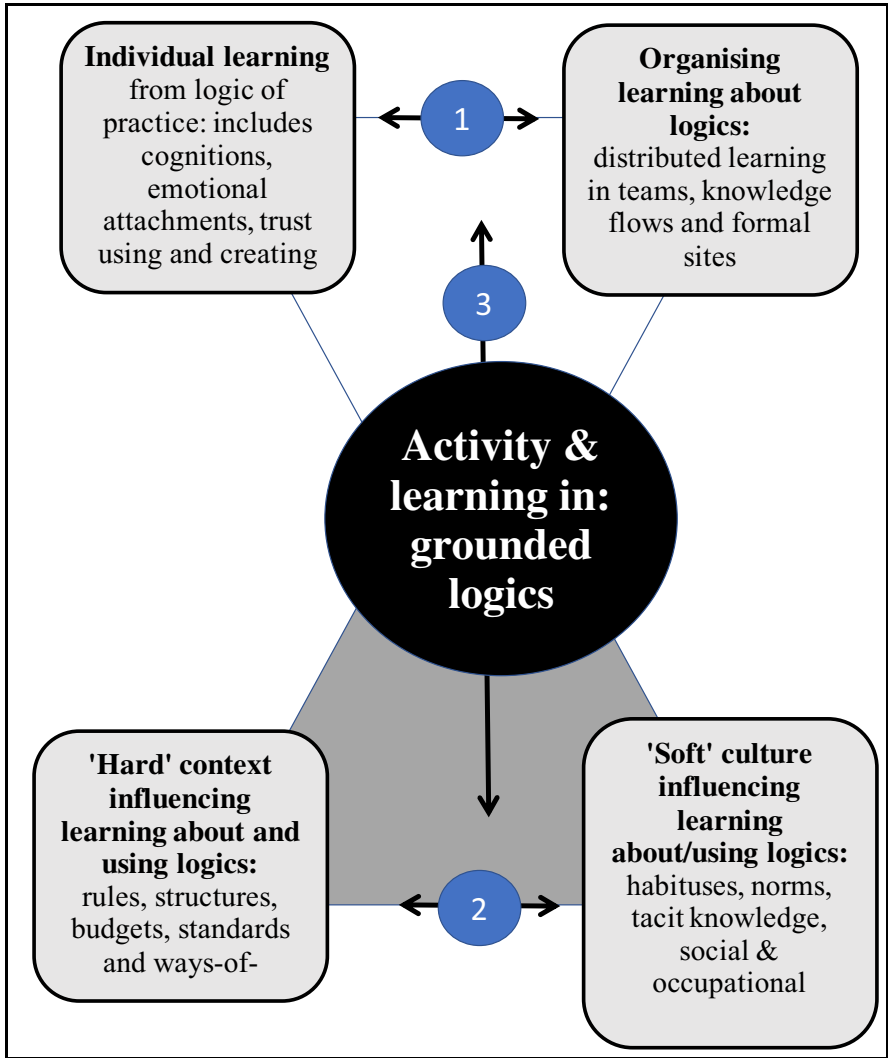 Individual learning
from logic of
practice: includes
cognitions,
emotional
attachments, trust
using and creating
1
Organising
learning about
logics:
distributed learning
in teams, knowledge
flows and formal
sites
3
Activity &
learning in:
grounded
logics
'Hard' context
influencing
learning about and
using logics:
rules, structures,
budgets, standards
and ways-of-
2
'Soft' culture
influencing
learning
about/using logics:
habituses, norms,
tacit knowledge,
social &
occupational